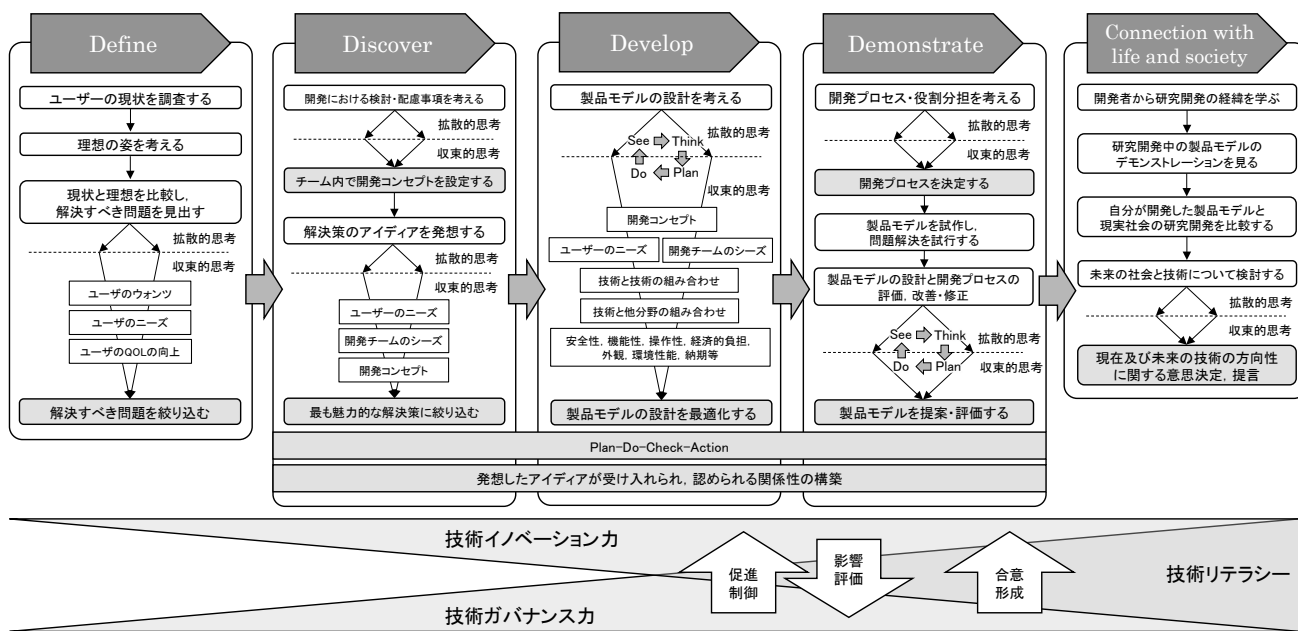 Define
ユーザーの現状を調査する
理想の姿を考える
現状と理想を比較し,
解決すべき問題を見出す
拡散的思考
収束的思考
ユーザのウォンツ
ユーザのニーズ
ユーザのQOLの向上
解決すべき問題を絞り込む
Discover
開発における検討・配慮事項を考える
拡散的思考
収束的思考
チーム内で開発コンセプトを設定する
解決策のアイディアを発想する
拡散的思考
収束的思考
ユーザーのニーズ
開発チームのシーズ
開発コンセプト
最も魅力的な解決策に絞り込む
Develop
製品モデルの設計を考える
拡散的思考
See Think
Do Plan
収束的思考
開発コンセプト
ユーザーのニーズ 開発チームのシーズ
技術と技術の組み合わせ
技術と他分野の組み合わせ
安全性, 機能性, 操作性, 経済的負担,
外観, 環境性能, 納期等
製品モデルの設計を最適化する
Demonstrate
開発プロセス・役割分担を考える
拡散的思考
収束的思考
開発プロセスを決定する
製品モデルを試作し,
問題解決を試行する
製品モデルの設計と開発プロセスの
評価, 改善・修正
拡散的思考
See Think
Do Plan
収束的思考
製品モデルを提案・評価する
Connection with
life and society
開発者から研究開発の経緯を学ぶ
研究開発中の製品モデルの
デモンストレーションを見る
自分が開発した製品モデルと
現実社会の研究開発を比較する
未来の社会と技術について検討する
拡散的思考
収束的思考
現在及び未来の技術の方向性
に関する意思決定, 提言
Plan-Do-Check-Action
発想したアイディアが受け入れられ, 認められる関係性の構築
技術イノベーション力
技術ガバナンス力
促進
制御
影響
評価
合意
形成
技術リテラシー